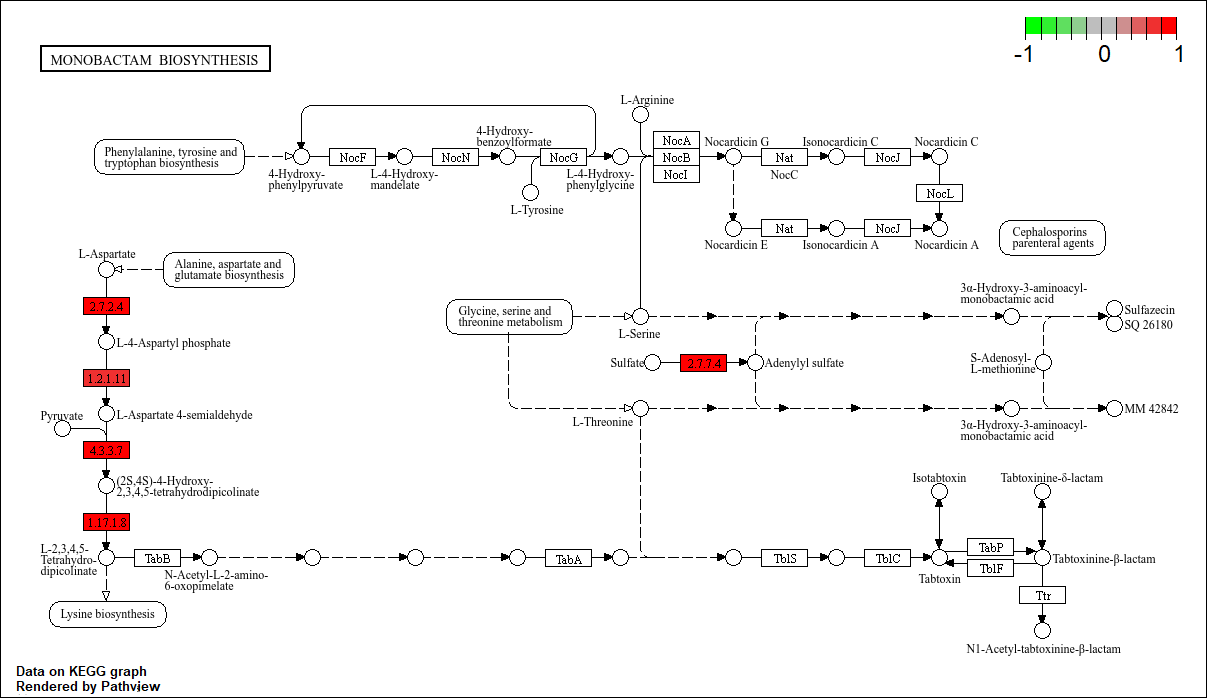 -1 0 1
MONOBACTAM BIOSYNTHESIS
L-Arginine
Phenylalanine, tyrosine and
tryptophan biosynthesis
4-Hydroxy-
phenylpyruvate
NocF
L-4-Hydroxy-
mandelate
NocN
4-Hydroxy-
benzoylformate
NocG
L-Tyrosine
L-4-Hydroxy-
phenylglycine
NocA
NocB
NocI
Nocardicin G
Nat
NocC
Isonocardicin C
NocJ
Nocardicin C
NocL
Nocardicin E
Nat
Isonocardicin A
NocJ
Nocardicin A
Cephalosporins
parenteral agents
L-Aspartate
Alanine, aspartate and
glutamate biosynthesis
2.7.2.4
L-4-Aspartyl phosphate
1.2.1.11
Pyruvate
L-Aspartate 4-semialdehyde
4.3.3.7
(2S,4S)-4-Hydroxy-
2,3,4,5-tetrahydrodipicolinate
1.17.1.8
L-2,3,4,5-
Tetrahydro-
dipicolinate
Lysine biosynthesis
Glycine, serine and
threonine metabolism
L-Serine
3α-Hydroxy-3-aminoacyl-
monobactamic acid
Sulfazecin
SQ 26180
Sulfate
2.7.7.4
Adenylyl sulfate
S-Adenosyl-
L-methionine
L-Threonine
3α-Hydroxy-3-aminoacyl-
monobactamic acid
MM 42842
TabB
N-Acetyl-L-2-amino-
6-oxopimelate
TabA
TblS
TblC
Isotabtoxin
Tabtoxin
TabP
TblF
Tabtoxinine-δ-lactam
Tabtoxinine-β-lactam
Ttr
N1-Acetyl-tabtoxinine-β-lactam
Data on KEGG graph
Rendered by Pathview